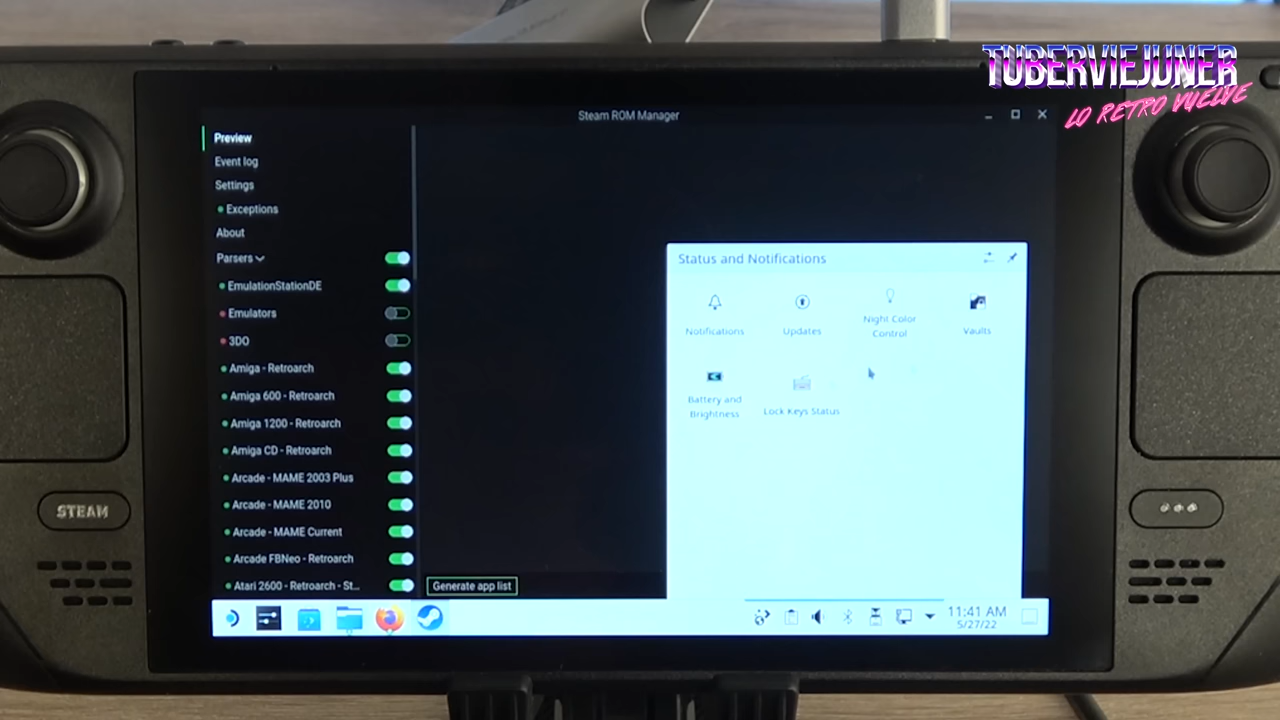 TUBERVIEJUNER
LO RETRO VUELVE
Steam ROM Manager
Preview
Event log
Settings
Exceptions
About
Parsers
EmulationStationDE
Emulators
3DO
Amiga - Retroarch
Amiga 600 - Retroarch
Amiga 1200 - Retroarch
Amiga CD - Retroarch
Arcade - MAME 2003 Plus
Arcade - MAME 2010
Arcade - MAME Current
Arcade FBNeo - Retroarch
Atari 2600 - Retroarch - St...
Generate app list
Status and Notifications
Notifications
Updates
Night Color
Control
Vaults
Battery and
Brightness
Lock Keys Status
11:41 AM
5/27/22
STEAM